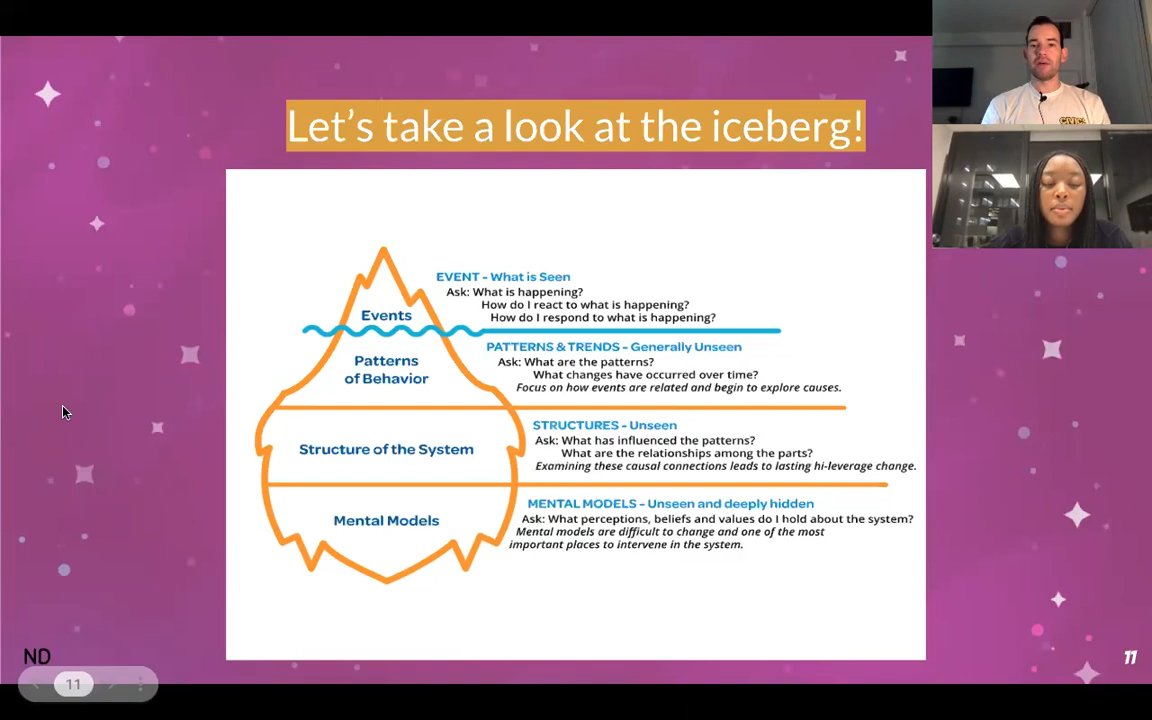 Let's take a look at the iceberg!
EVENT - What is Seen
Ask: What is happening?
How do I react to what is happening?
How do I respond to what is happening?
Events
PATTERNS & TRENDS - Generally Unseen
Ask: What are the patterns?
What changes have occurred over time?
Focus on how events are related and begin to explore causes.
Patterns
of Behavior
STRUCTURES - Unseen
Ask: What has influenced the patterns?
What are the relationships among the parts?
Examining these causal connections leads to lasting hi-leverage change.
Structure of the System
MENTAL MODELS - Unseen and deeply hidden
Ask: What perceptions, beliefs and values do I hold about the system?
Mental models are difficult to change and one of the most
important places to intervene in the system.
Mental Models
ND
11
11
CIVIC